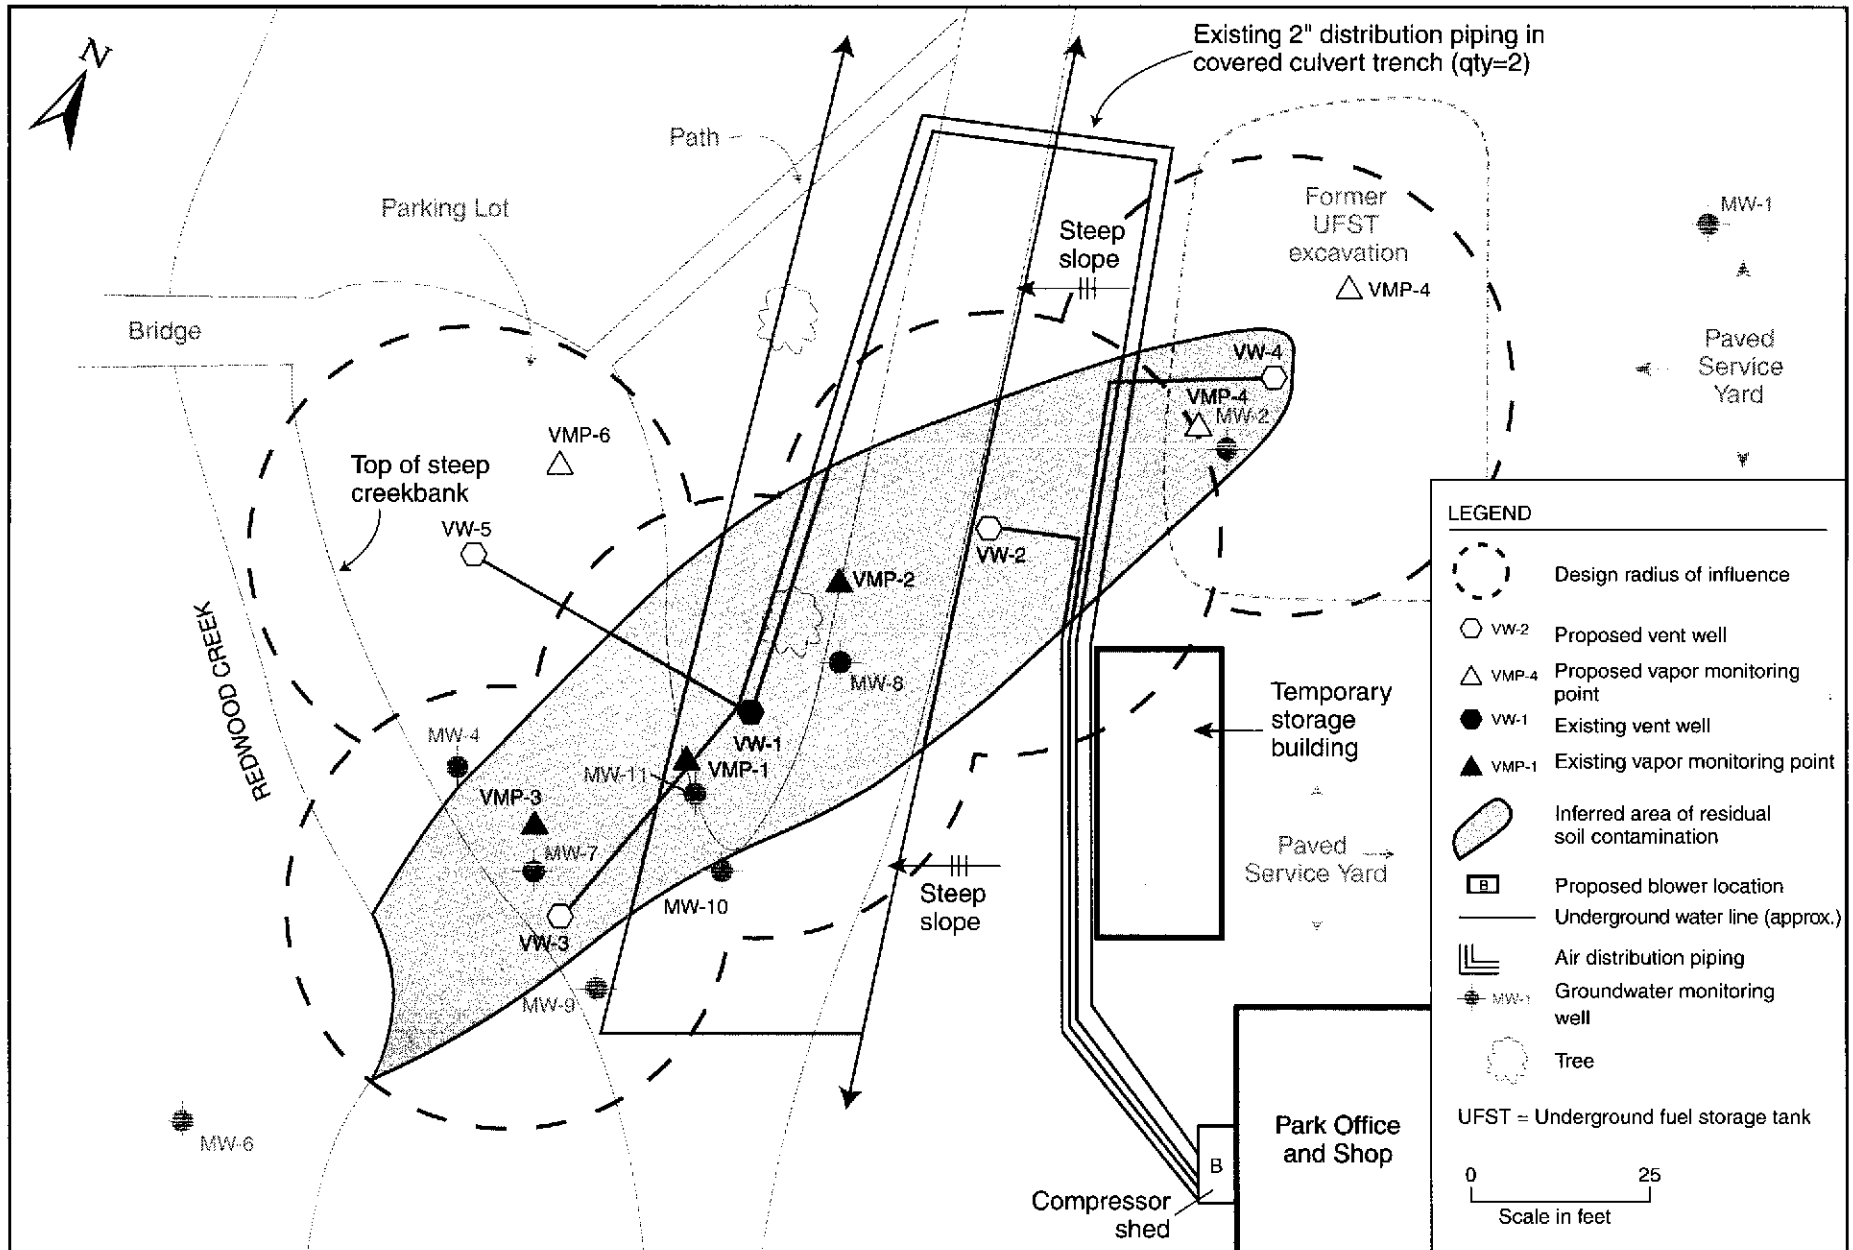 N
Existing 2" distribution piping in
covered culvert trench (qty=2)
Path
Parking Lot
Former
UFST
excavation
MW-1
Steep
slope
VMP-4
Bridge
Paved
Service
Yard
VW-4
VMP-4
MW-2
VMP-6
Top of steep
creekbank
VW-5
VW-2
VMP-2
REDWOOD CREEK
MW-8
VW-1
MW-4
MW-11
VMP-1
VMP-3
MW-7
Temporary
storage
building
Paved
Service Yard
MW-10
Steep
slope
VW-3
MW-9
MW-6
B
Park Office
and Shop
Compressor
shed
LEGEND
Design radius of influence
VW-2 Proposed vent well
VMP-4 Proposed vapor monitoring
point
VW-1 Existing vent well
VMP-1 Existing vapor monitoring point
Inferred area of residual
soil contamination
B Proposed blower location
Underground water line (approx.)
Air distribution piping
MW-1 Groundwater monitoring
well
Tree
UFST = Underground fuel storage tank
0 25
Scale in feet